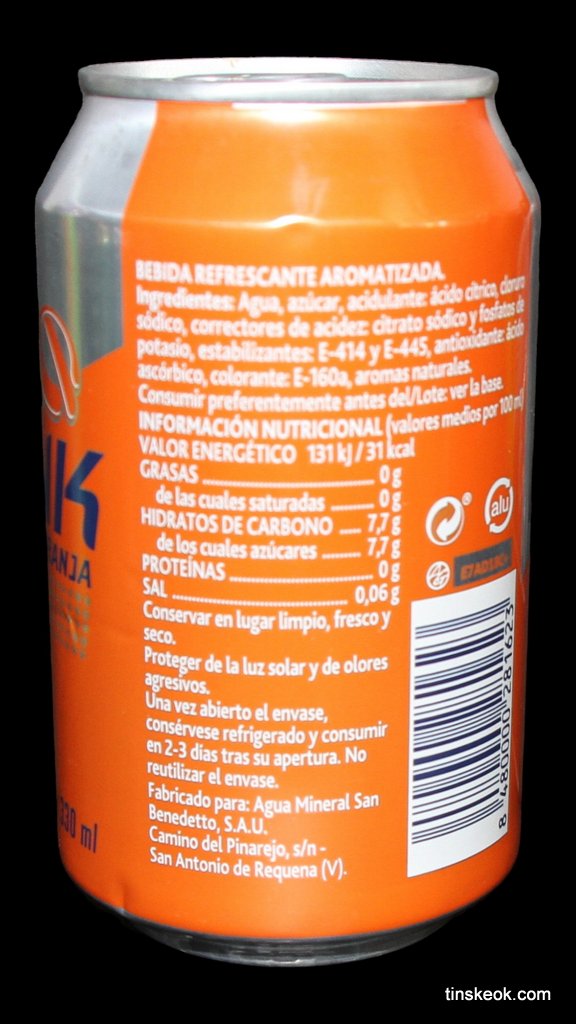 BEBIDA REFRESCANTE AROMATIZADA.
Ingredientes: Agua, azúcar, acidulante: ácido cítrico, cloruro
sódico, correctores de acidez: citrato sódico y fosfatos de
potasio, estabilizantes: E-414 y E-445, antioxidante: ácido
ascórbico, colorante: E-160a, aromas naturales.
Consumir preferentemente antes del/Lote: ver la base.
INFORMACIÓN NUTRICIONAL (valores medios por 100 ml)
VALOR ENERGÉTICO 131 kJ / 31 kcal
GRASAS 0 g
de las cuales saturadas 0 g
HIDRATOS DE CARBONO 7,7 g
de los cuales azúcares 7,7 g
PROTEÍNAS 0 g
SAL 0,06 g
Conservar en lugar limpio, fresco y
seco.
Proteger de la luz solar y de olores
agresivos.
Una vez abierto el envase,
consérvese refrigerado y consumir
en 2-3 días tras su apertura. No
reutilizar el envase.
Fabricado para: Agua Mineral San
Benedetto, S.A.U.
Camino del Pinarejo, s/n -
San Antonio de Requena (V).
330 ml
alu
8 480000 281623
tinskeok.com